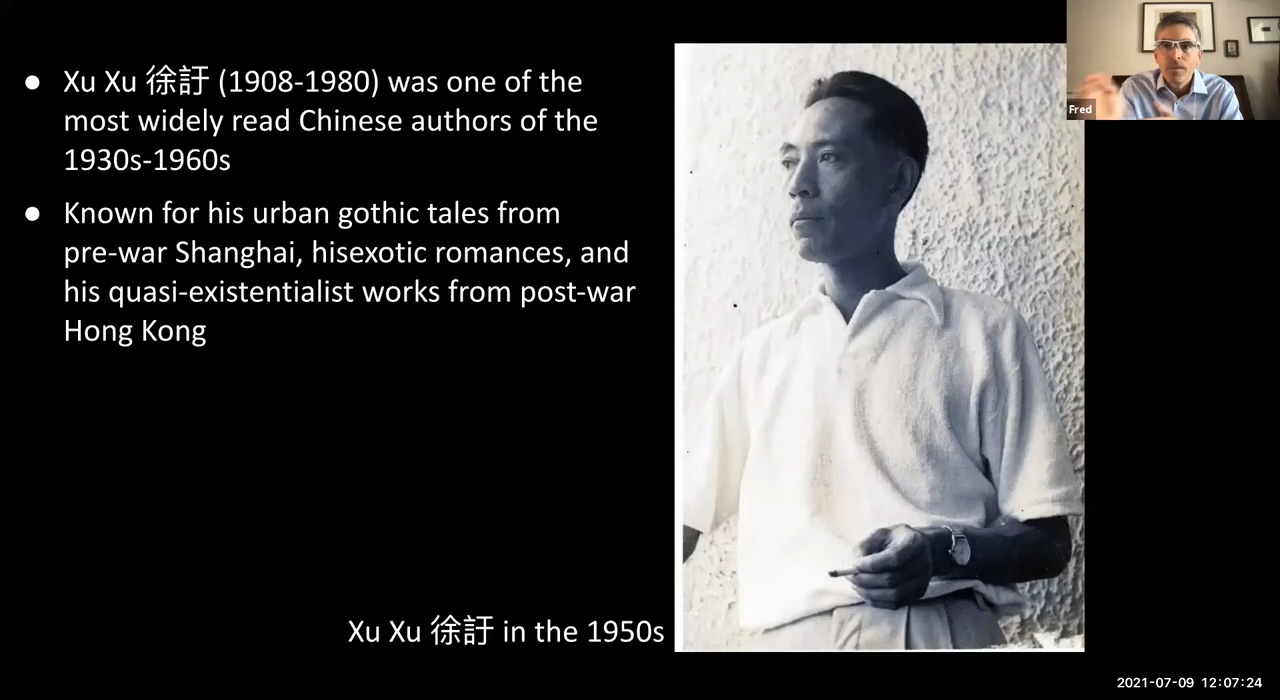 ● Xu Xu 徐訏 (1908-1980) was one of the
most widely read Chinese authors of the
1930s-1960s
● Known for his urban gothic tales from
pre-war Shanghai, hisexotic romances, and
his quasi-existentialist works from post-war
Hong Kong
Xu Xu 徐訏 in the 1950s
Fred
2021-07-09 12:07:24